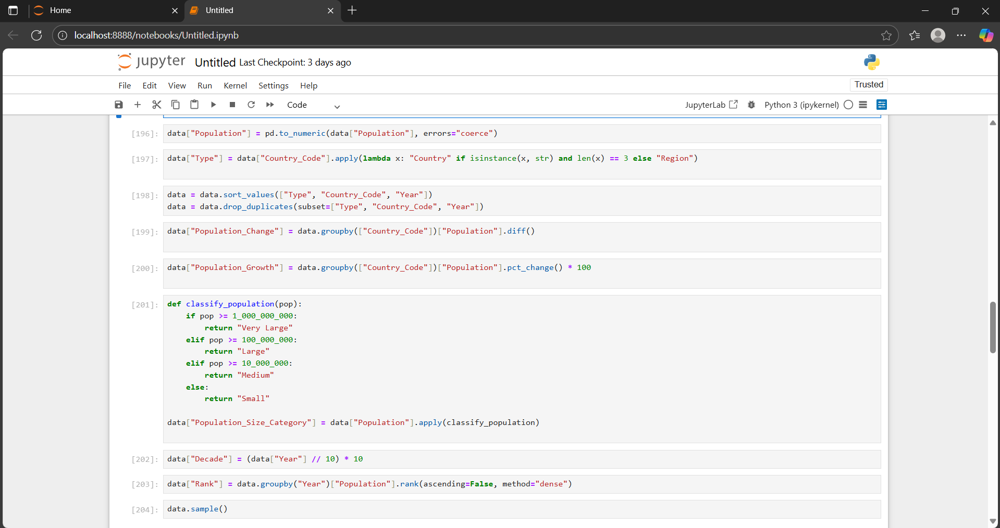 Home
Untitled
localhost:8888/notebooks/Untitled.ipynb
jupyter Untitled Last Checkpoint: 3 days ago
File Edit View Run Kernel Settings Help
Trusted
Code
JupyterLab
Python 3 (ipykernel)
[196]: data["Population"] = pd.to_numeric(data["Population"], errors="coerce")
[197]: data["Type"] = data["Country_Code"].apply(lambda x: "Country" if isinstance(x, str) and len(x) == 3 else "Region")
[198]: data = data.sort_values(["Type", "Country_Code", "Year"])
data = data.drop_duplicates(subset=["Type", "Country_Code", "Year"])
[199]: data["Population_Change"] = data.groupby(["Country_Code"])["Population"].diff()
[200]: data["Population_Growth"] = data.groupby(["Country_Code"])["Population"].pct_change() * 100
[201]: def classify_population(pop):
    if pop >= 1_000_000_000:
        return "Very Large"
    elif pop >= 100_000_000:
        return "Large"
    elif pop >= 10_000_000:
        return "Medium"
    else:
        return "Small"
data["Population_Size_Category"] = data["Population"].apply(classify_population)
[202]: data["Decade"] = (data["Year"] // 10) * 10
[203]: data["Rank"] = data.groupby("Year")["Population"].rank(ascending=False, method="dense")
[204]: data.sample()